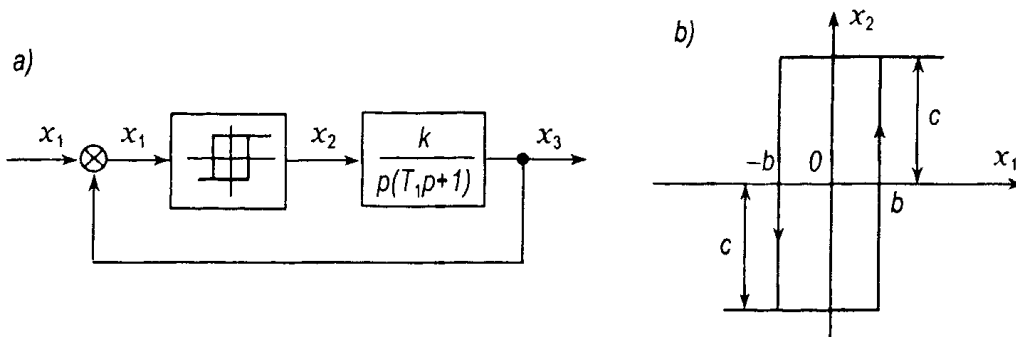 a)
x₁ x₁ x₂ k x₃
p(T₁p+1)
b)
x₂
c
-b 0 x₁
b
c